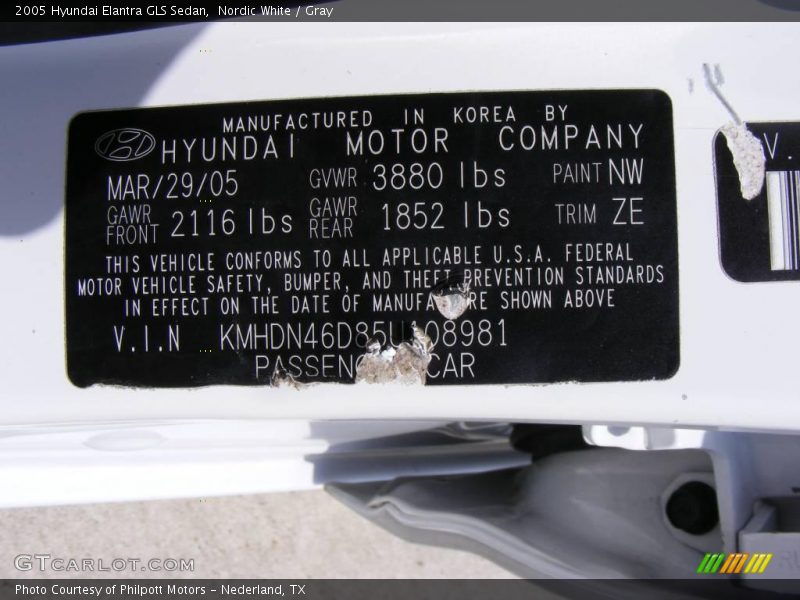 2005 Hyundai Elantra GLS Sedan, Nordic White / Gray
MANUFACTURED IN KOREA BY
HYUNDAI MOTOR COMPANY
MAR/29/05 GVWR 3880 lbs PAINT NW
GAWR FRONT 2116 lbs GAWR REAR 1852 lbs TRIM ZE
THIS VEHICLE CONFORMS TO ALL APPLICABLE U.S.A. FEDERAL
MOTOR VEHICLE SAFETY, BUMPER, AND THEFT PREVENTION STANDARDS
IN EFFECT ON THE DATE OF MANUFA RE SHOWN ABOVE
V.I.N KMHDN46D85U 08981
PASSEN CAR
V.
GTCARLOT.COM
Photo Courtesy of Philpott Motors - Nederland, TX